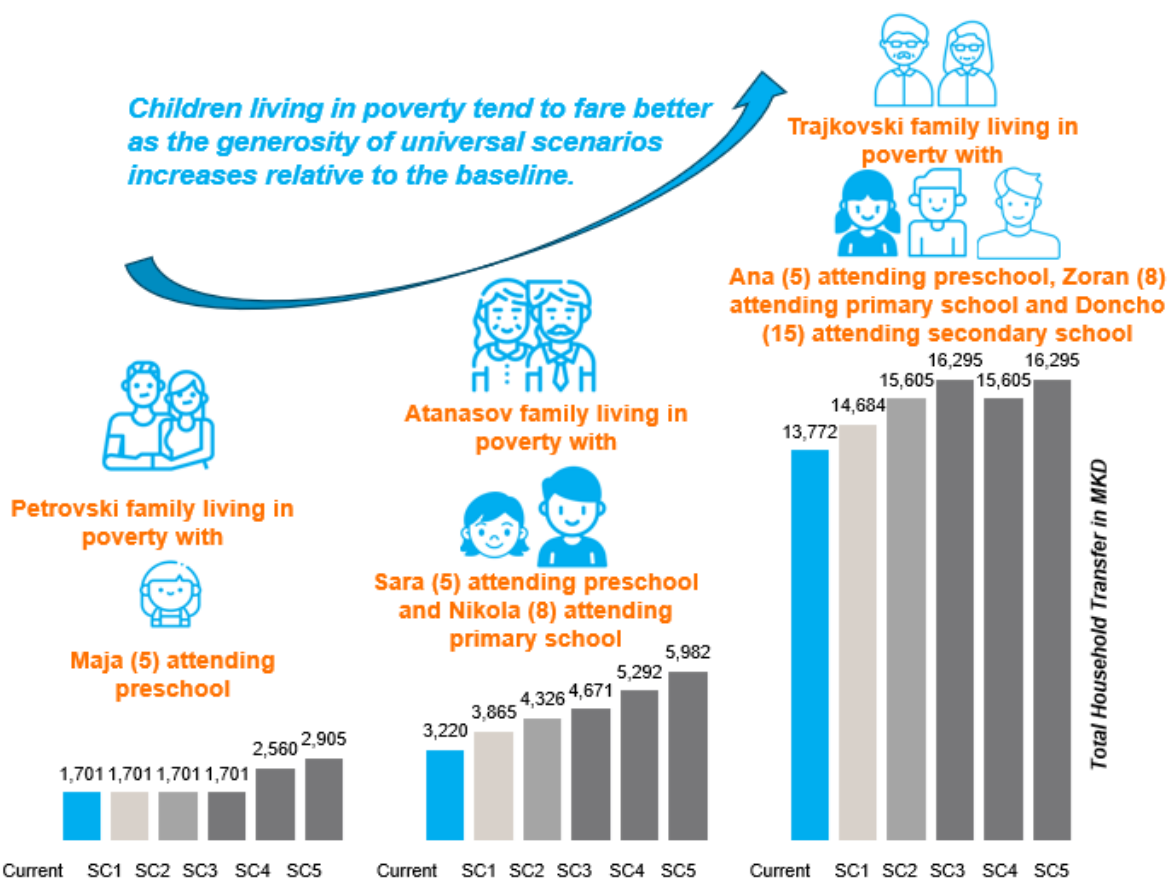 Children living in poverty tend to fare better
as the generosity of universal scenarios
increases relative to the baseline.
Trajkovski family living in
poverty with
Ana (5) attending preschool, Zoran (8)
attending primary school and Doncho
(15) attending secondary school
Atanasov family living in
poverty with
Sara (5) attending preschool
and Nikola (8) attending
primary school
Petrovski family living in
poverty with
Maja (5) attending
preschool
1,701 1,701 1,701 1,701 2,560 2,905
3,220 3,865 4,326 4,671 5,292 5,982
13,772 14,684 15,605 16,295 15,605 16,295
Total Household Transfer in MKD
Current SC1 SC2 SC3 SC4 SC5
Current SC1 SC2 SC3 SC4 SC5
Current SC1 SC2 SC3 SC4 SC5